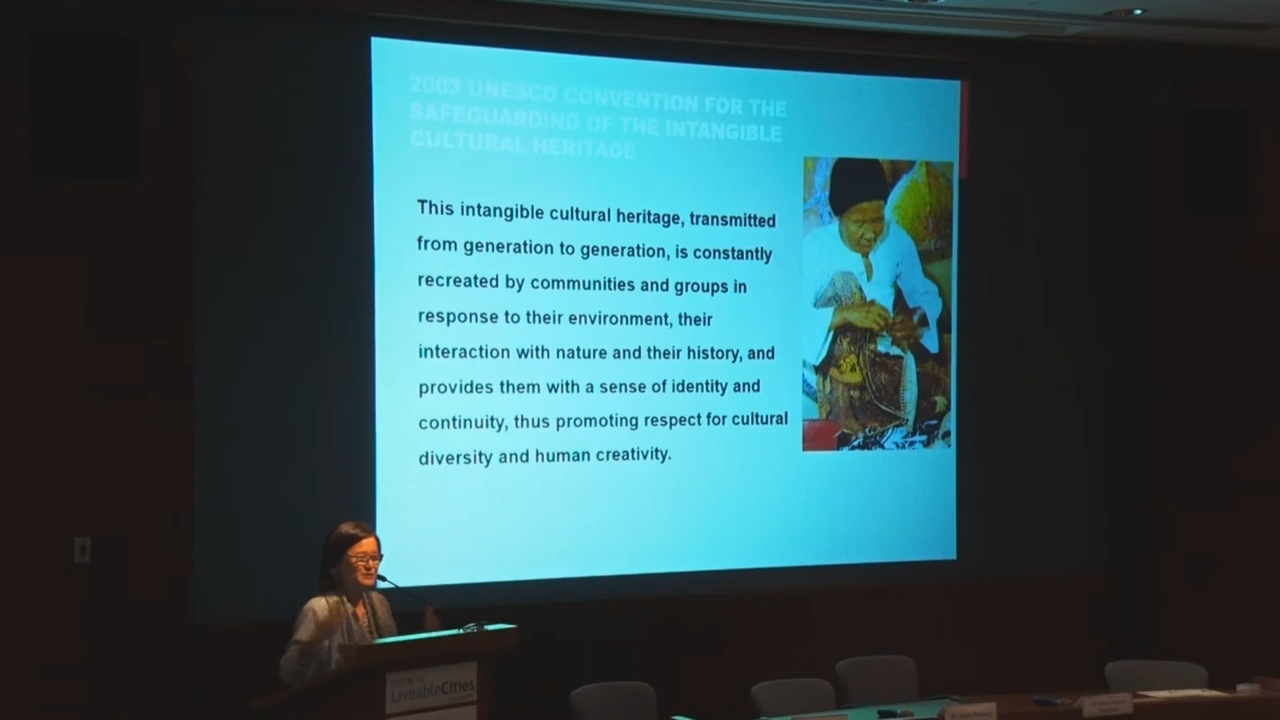 2003 UNESCO CONVENTION FOR THE
SAFEGUARDING OF THE INTANGIBLE
CULTURAL HERITAGE
This intangible cultural heritage, transmitted
from generation to generation, is constantly
recreated by communities and groups in
response to their environment, their
interaction with nature and their history, and
provides them with a sense of identity and
continuity, thus promoting respect for cultural
diversity and human creativity.
LiveableCities